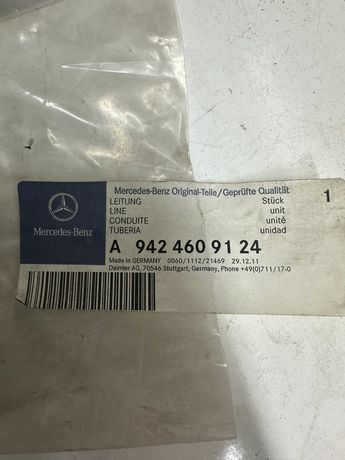 Mercedes-Benz Original-Teile/Geprüfte Qualität
LEITUNG Stück 1
LINE unit
CONDUITE unité
TUBERIA unidad
Mercedes-Benz
A 942 460 91 24
Made in GERMANY 0060/1112/21469 29.12.11
Daimler AG, 70546 Stuttgart, Germany, Phone +49(0)711/17-0